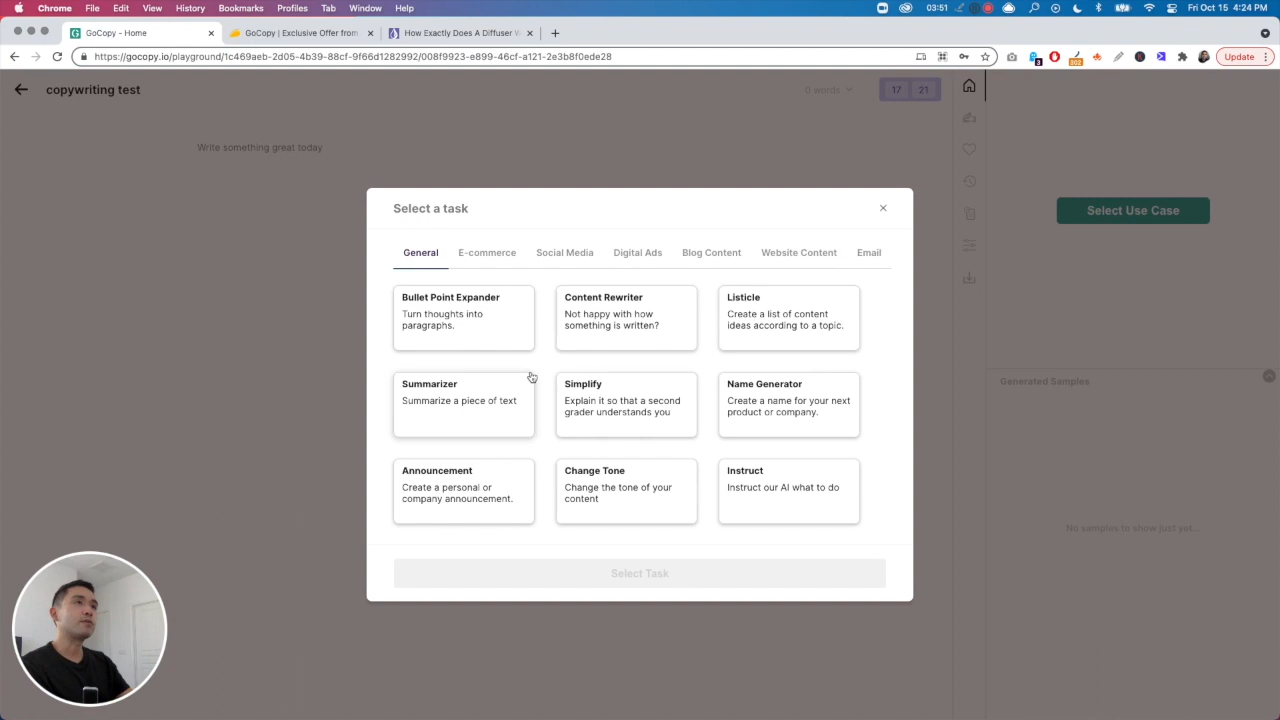 Chrome File Edit View History Bookmarks Profiles Tab Window Help 03:51 Fri Oct 15 4:24 PM
GoCopy - Home GoCopy | Exclusive Offer from How Exactly Does A Diffuser W
https://gocopy.io/playground/1c469aeb-2d05-4b39-88cf-9f66d1282992/008f9923-e899-46cf-a121-2e3b8f0ede28 3 302 Update
copywriting test 0 words 17 21
Write something great today
Select Use Case
Generated Samples
No samples to show just yet...
Select a task
General E-commerce Social Media Digital Ads Blog Content Website Content Email
Bullet Point Expander
Turn thoughts into
paragraphs.
Content Rewriter
Not happy with how
something is written?
Listicle
Create a list of content
ideas according to a topic.
Summarizer
Summarize a piece of text
Simplify
Explain it so that a second
grader understands you
Name Generator
Create a name for your next
product or company.
Announcement
Create a personal or
company announcement.
Change Tone
Change the tone of your
content
Instruct
Instruct our AI what to do
Select Task